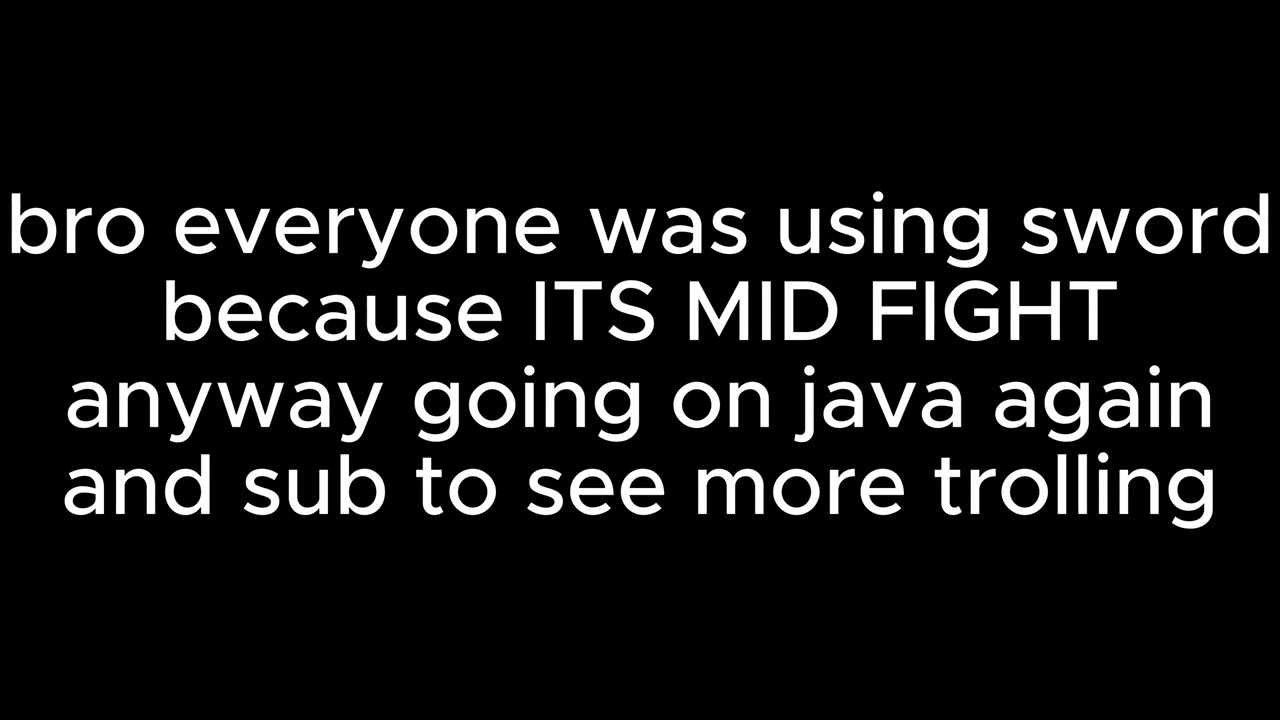 bro everyone was using sword
because ITS MID FIGHT
anyway going on java again
and sub to see more trolling